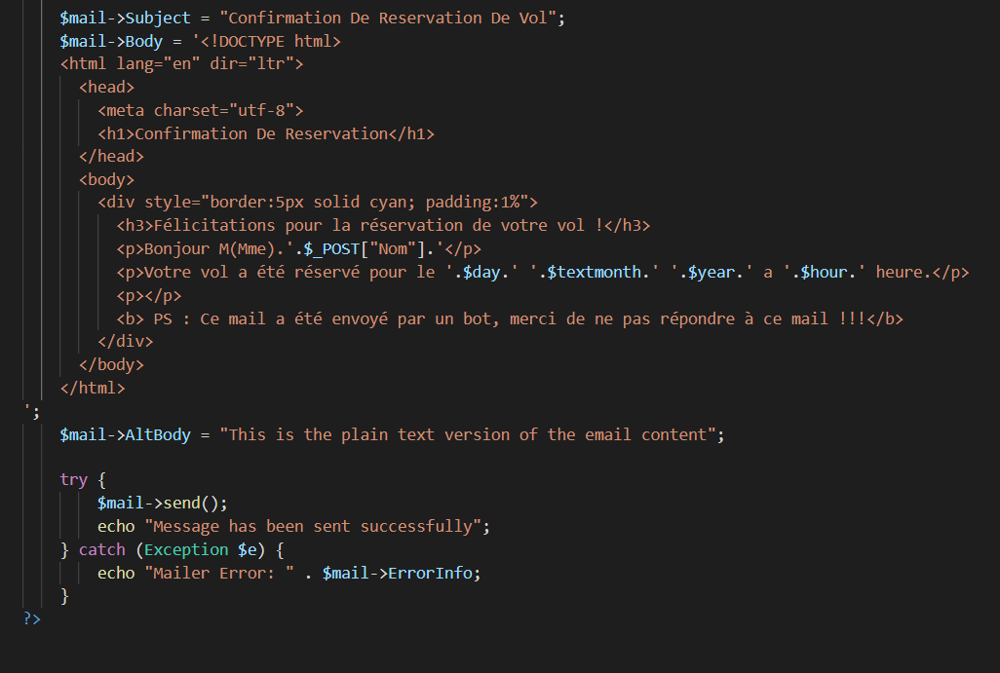 $mail->Subject = "Confirmation De Reservation De Vol";
$mail->Body = '<!DOCTYPE html>
<html lang="en" dir="ltr">
<head>
<meta charset="utf-8">
<h1>Confirmation De Reservation</h1>
</head>
<body>
<div style="border:5px solid cyan; padding:1%">
<h3>Félicitations pour la réservation de votre vol !</h3>
<p>Bonjour M(Mme).'.$_POST["Nom"].'</p>
<p>Votre vol a été réservé pour le '.$day.' '.$textmonth.' '.$year.' a '.$hour.' heure.</p>
<p></p>
<b> PS : Ce mail a été envoyé par un bot, merci de ne pas répondre à ce mail !!!</b>
</div>
</body>
</html>
';
$mail->AltBody = "This is the plain text version of the email content";
try {
$mail->send();
echo "Message has been sent successfully";
} catch (Exception $e) {
echo "Mailer Error: " . $mail->ErrorInfo;
}
?>